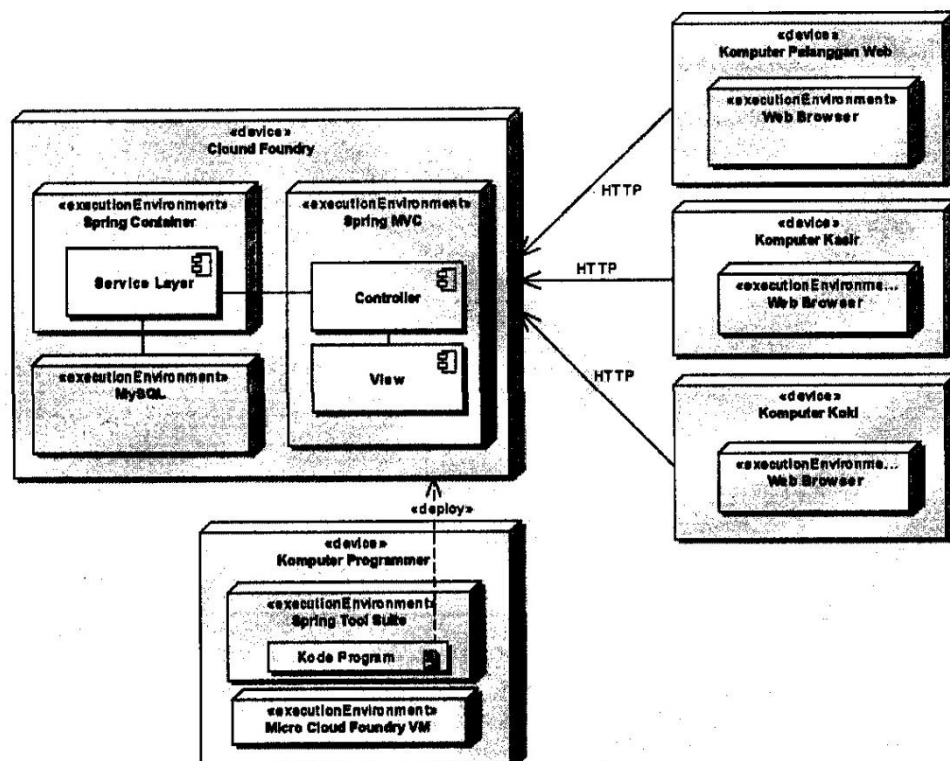 «device»
Clound Foundry
«executionEnvironment»
Spring Container
Service Layer
«executionEnvironment»
MySQL
«executionEnvironment»
Spring MVC
Controller
View
«device»
Komputer Pelanggan Web
«executionEnvironment»
Web Browser
HTTP
«device»
Komputer Kasir
«executionEnvironme...
Web Browser
HTTP
«device»
Komputer Koki
«executionEnvironme...
Web Browser
HTTP
«deploy»
«device»
Komputer Programmer
«executionEnvironment»
Spring Tool Suite
Kode Program
«executionEnvironment»
Micro Cloud Foundry VM